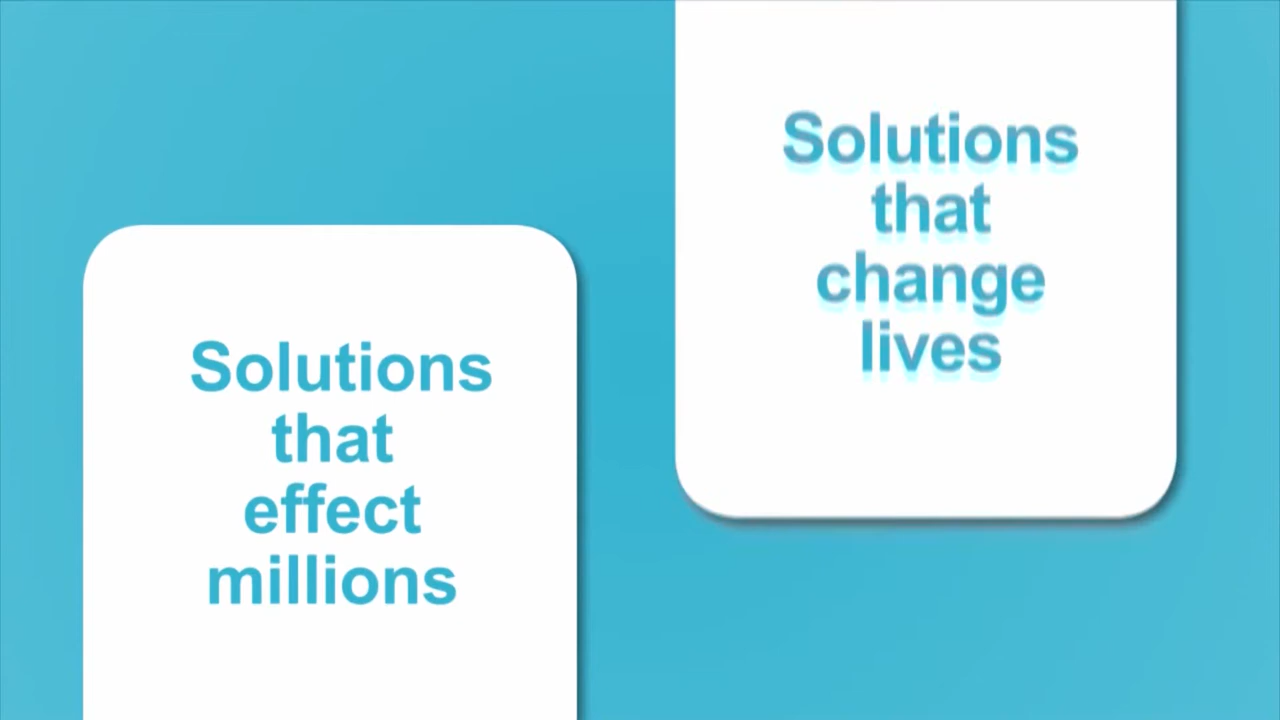 Solutions
that
effect
millions
Solutions
that
change
lives